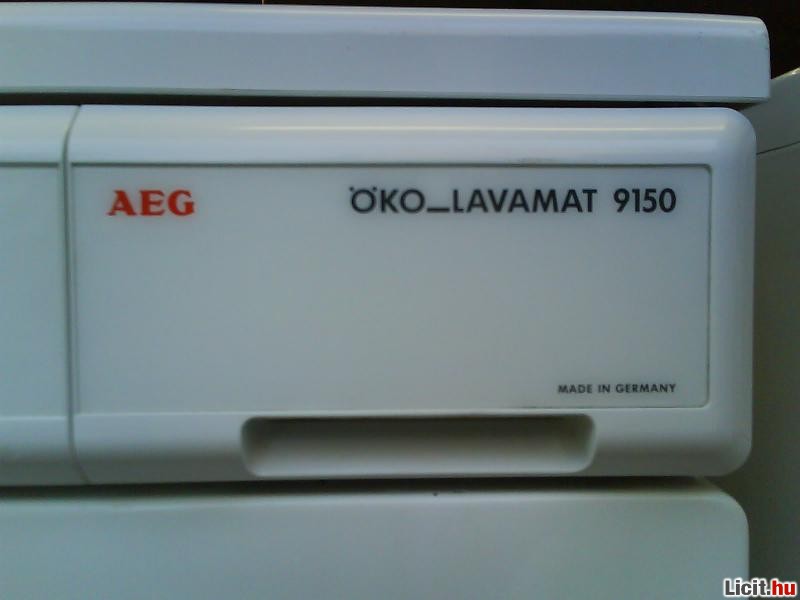 AEG
ÖKO_LAVAMAT 9150
MADE IN GERMANY
Licit.hu